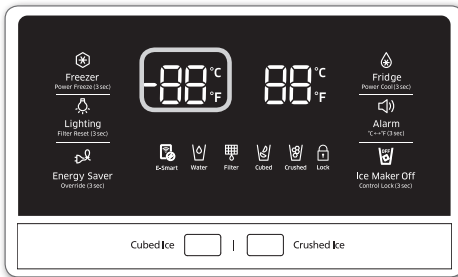 Freezer
Power Freeze (3 sec)
Lighting
Filter Reset (3 sec)
Energy Saver
Override (3 sec)
-88 °C
°F
88 °C
°F
E-Smart Water Filter Cubed Crushed Lock
Fridge
Power Cool (3 sec)
Alarm
°C↔°F (3 sec)
OFF
Ice Maker Off
Control Lock (3 sec)
Cubed Ice | Crushed Ice